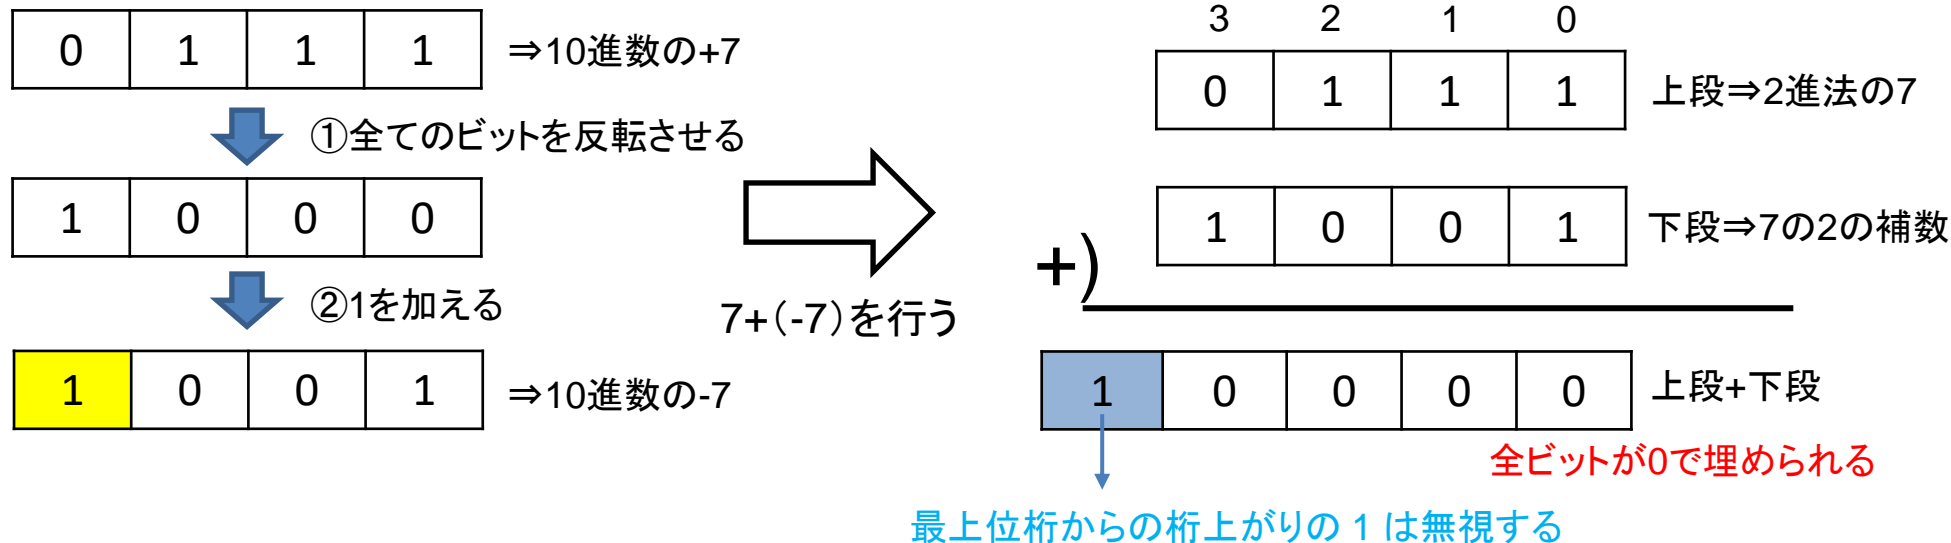 0 1 1 1 ⇒10進数の+7
①全てのビットを反転させる
1 0 0 0
②1を加える
1 0 0 1 ⇒10進数の-7
7+(-7)を行う
3 2 1 0
0 1 1 1 上段⇒2進法の7
+) 1 0 0 1 下段⇒7の2の補数
1 0 0 0 0 上段+下段
全ビットが0で埋められる
最上位桁からの桁上がりの 1 は無視する